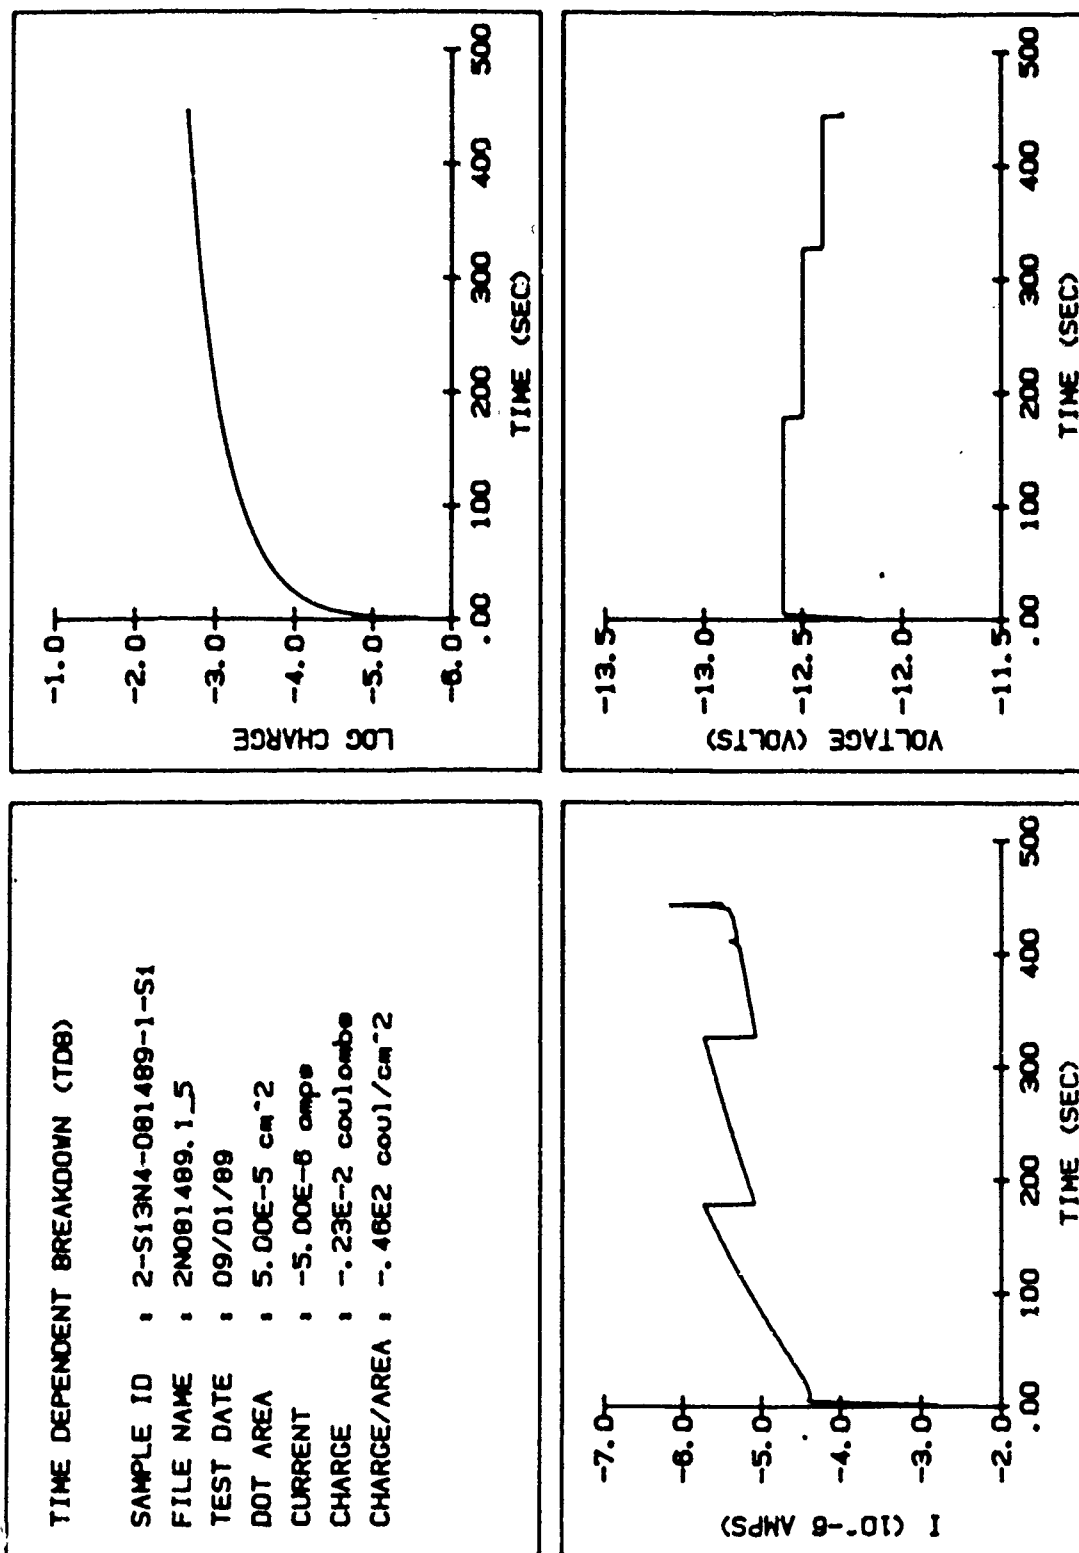 TIME DEPENDENT BREAKDOWN (TDB)
SAMPLE ID : 2-Si3N4-081489-1-Si
FILE NAME : 2N081489.1_5
TEST DATE : 09/01/89
DOT AREA : 5.00E-5 cm^2
CURRENT : -5.00E-6 amps
CHARGE : -.23E-2 coulombs
CHARGE/AREA : -.46E2 coul/cm^2
LOG CHARGE
-1.0
-2.0
-3.0
-4.0
-5.0
-6.0
.00 100 200 300 400 500
TIME (SEC)
I (10^-6 AMPS)
-7.0
-6.0
-5.0
-4.0
-3.0
-2.0
.00 100 200 300 400 500
TIME (SEC)
VOLTAGE (VOLTS)
-13.5
-13.0
-12.5
-12.0
-11.5
.00 100 200 300 400 500
TIME (SEC)